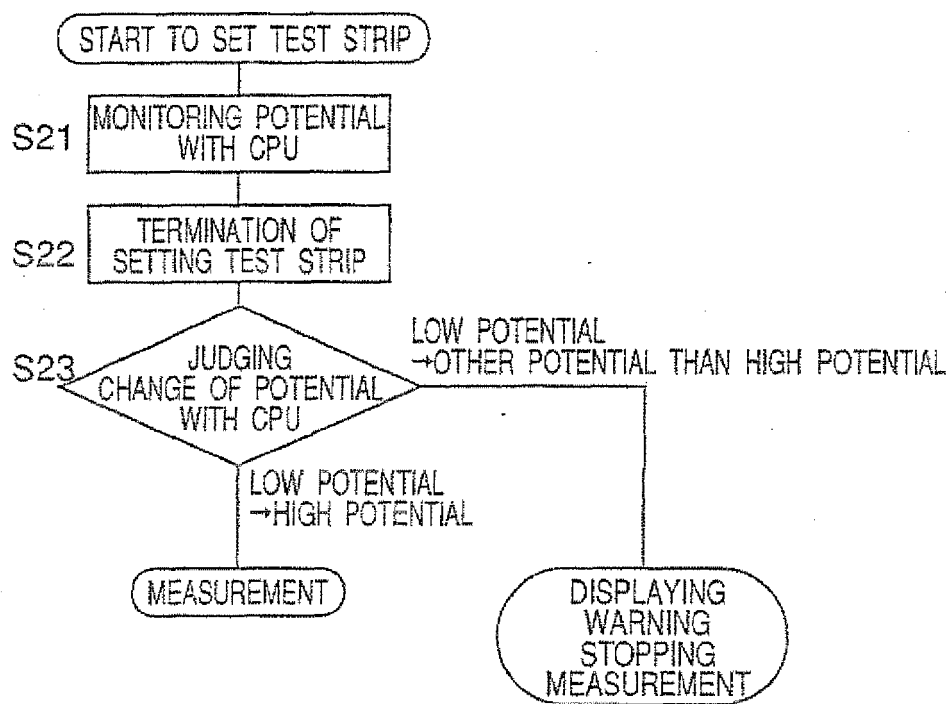 START TO SET TEST STRIP
S21
MONITORING POTENTIAL
WITH CPU
S22
TERMINATION OF
SETTING TEST STRIP
S23
JUDGING
CHANGE OF POTENTIAL
WITH CPU
LOW POTENTIAL
→OTHER POTENTIAL THAN HIGH POTENTIAL
LOW POTENTIAL
→HIGH POTENTIAL
MEASUREMENT
DISPLAYING
WARNING
STOPPING
MEASUREMENT